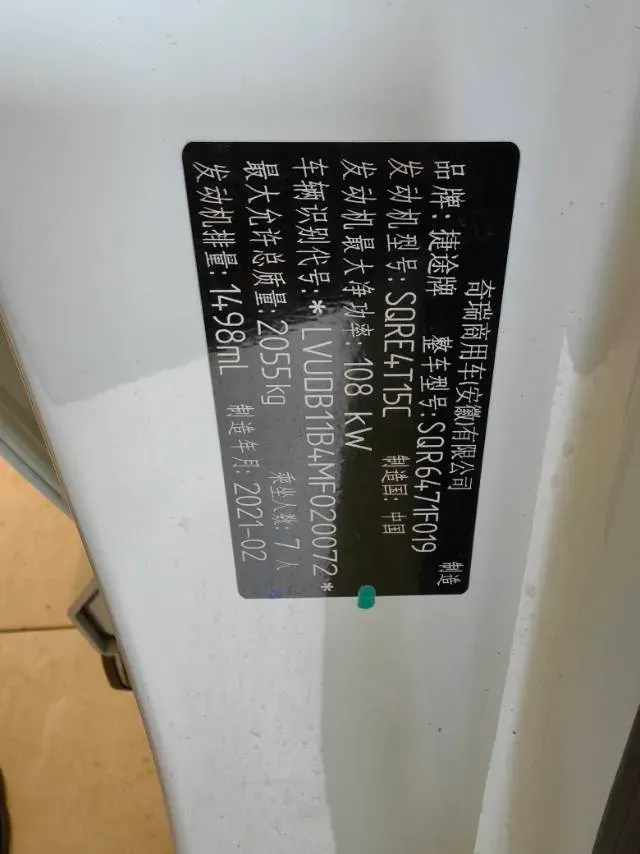 奇瑞商用车(安徽)有限公司 制造
品牌：捷途牌 整车型号：SQR6471F019
发动机型号：SQRE4T15C 制造国：中国
发动机最大净功率：108 kW
车辆识别代号：*LVUDB11B4MF020072*
最大允许总质量：2055kg 乘坐人数：7人
发动机排量：1498ml 制造年月：2021-02